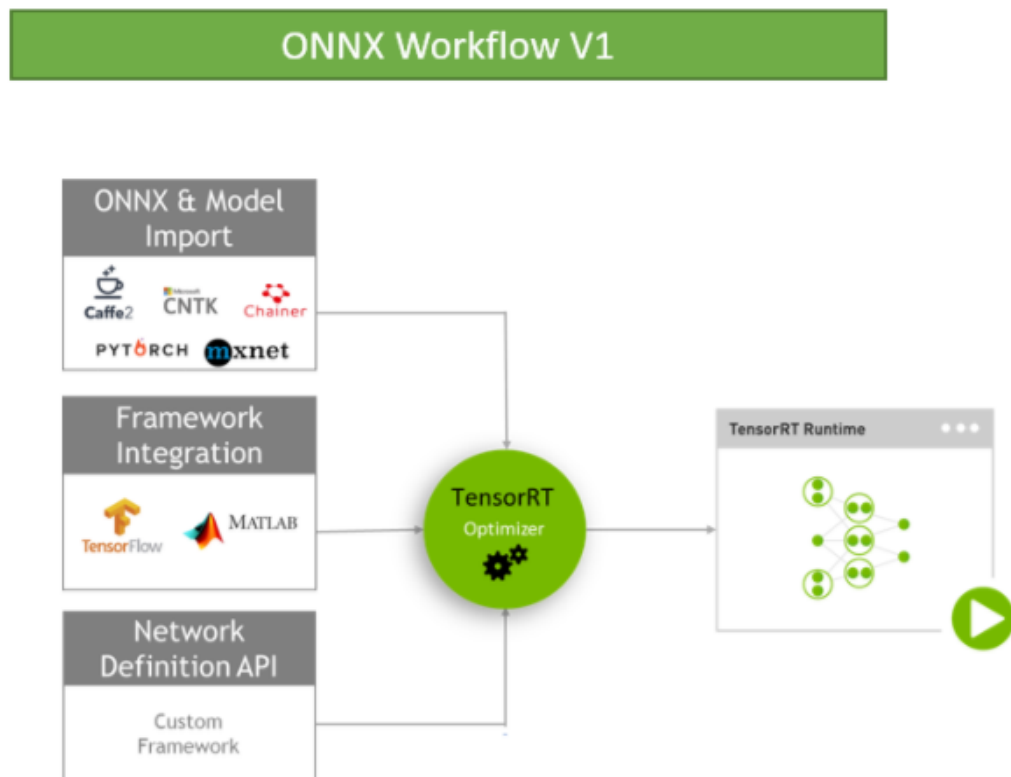 ONNX Workflow V1
ONNX & Model
Import
Caffe2
Microsoft
CNTK
Chainer
PYTORCH
mxnet
Framework
Integration
TensorFlow
MATLAB
Network
Definition API
Custom
Framework
TensorRT
Optimizer
TensorRT Runtime